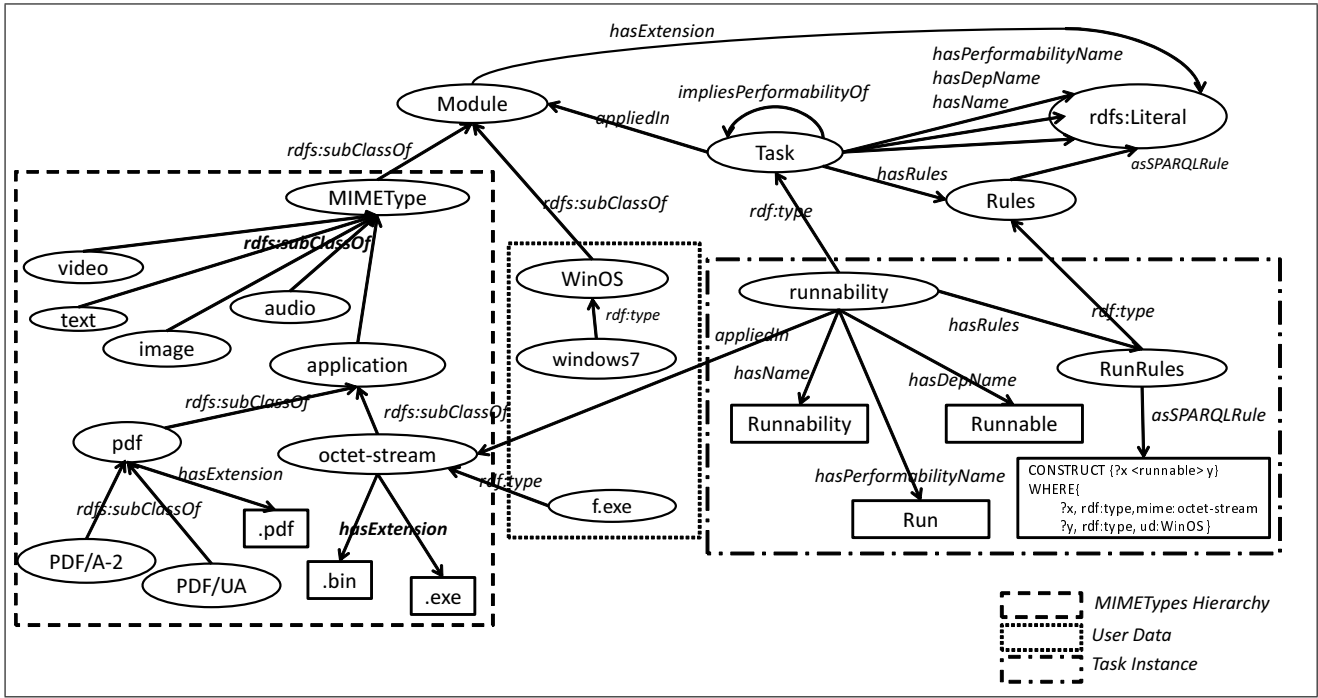 hasExtension
hasPerformabilityName
hasDepName
hasName
impliesPerformabilityOf
Module
appliedIn
rdfs:Literal
Task
rdfs:subClassOf
hasRules
asSPARQLRule
MIMEType
Rules
rdfs:subClassOf
rdf:type
rdfs:subClassOf
video
WinOS
runnability
text
audio
rdf:type
hasRules
rdf:type
image
appliedIn
application
windows7
hasName
hasDepName
RunRules
rdfs:subClassOf
rdfs:subClassOf
Runnability
Runnable
asSPARQLRule
pdf
octet-stream
hasExtension
rdf:type
hasPerformabilityName
CONSTRUCT {?x <runnable> y}
WHERE{
?x, rdf:type,mime:octet-stream
?y, rdf:type, ud:WinOS }
rdfs:subClassOf
f.exe
.pdf
hasExtension
Run
PDF/A-2
PDF/UA
.bin
.exe
MIMETypes Hierarchy
User Data
Task Instance